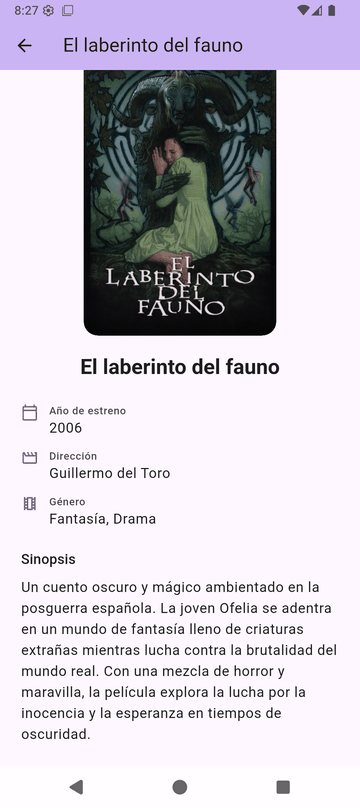 8:27
El laberinto del fauno
EL
LABERINTO
DEL
FAUNO
El laberinto del fauno
Año de estreno
2006
Dirección
Guillermo del Toro
Género
Fantasía, Drama
Sinopsis
Un cuento oscuro y mágico ambientado en la
posguerra española. La joven Ofelia se adentra
en un mundo de fantasía lleno de criaturas
extrañas mientras lucha contra la brutalidad del
mundo real. Con una mezcla de horror y
maravilla, la película explora la lucha por la
inocencia y la esperanza en tiempos de
oscuridad.